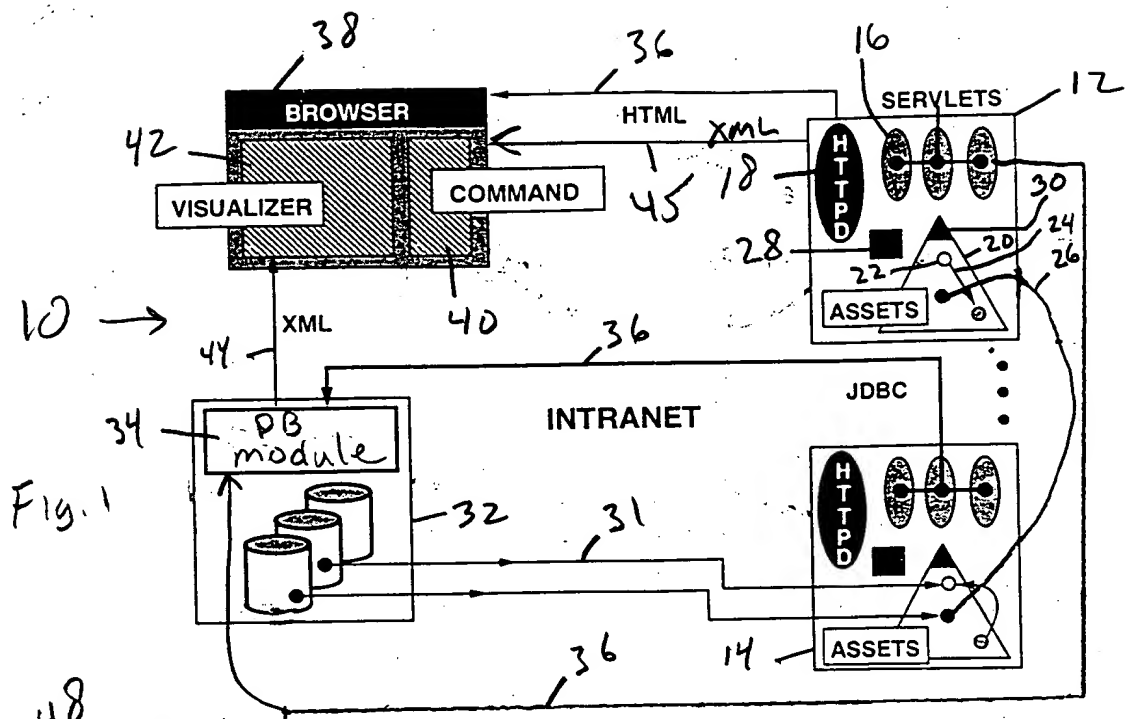 38
36
16
BROWSER
HTML
SERVLETS
12
42
XML
45
18
HTTPD
30
VISUALIZER
COMMAND
28
22
20
24
26
ASSETS
10
XML
40
44
36
JDBC
34
DB module
INTRANET
HTTPD
Fig. 1
32
31
14
ASSETS
36
48